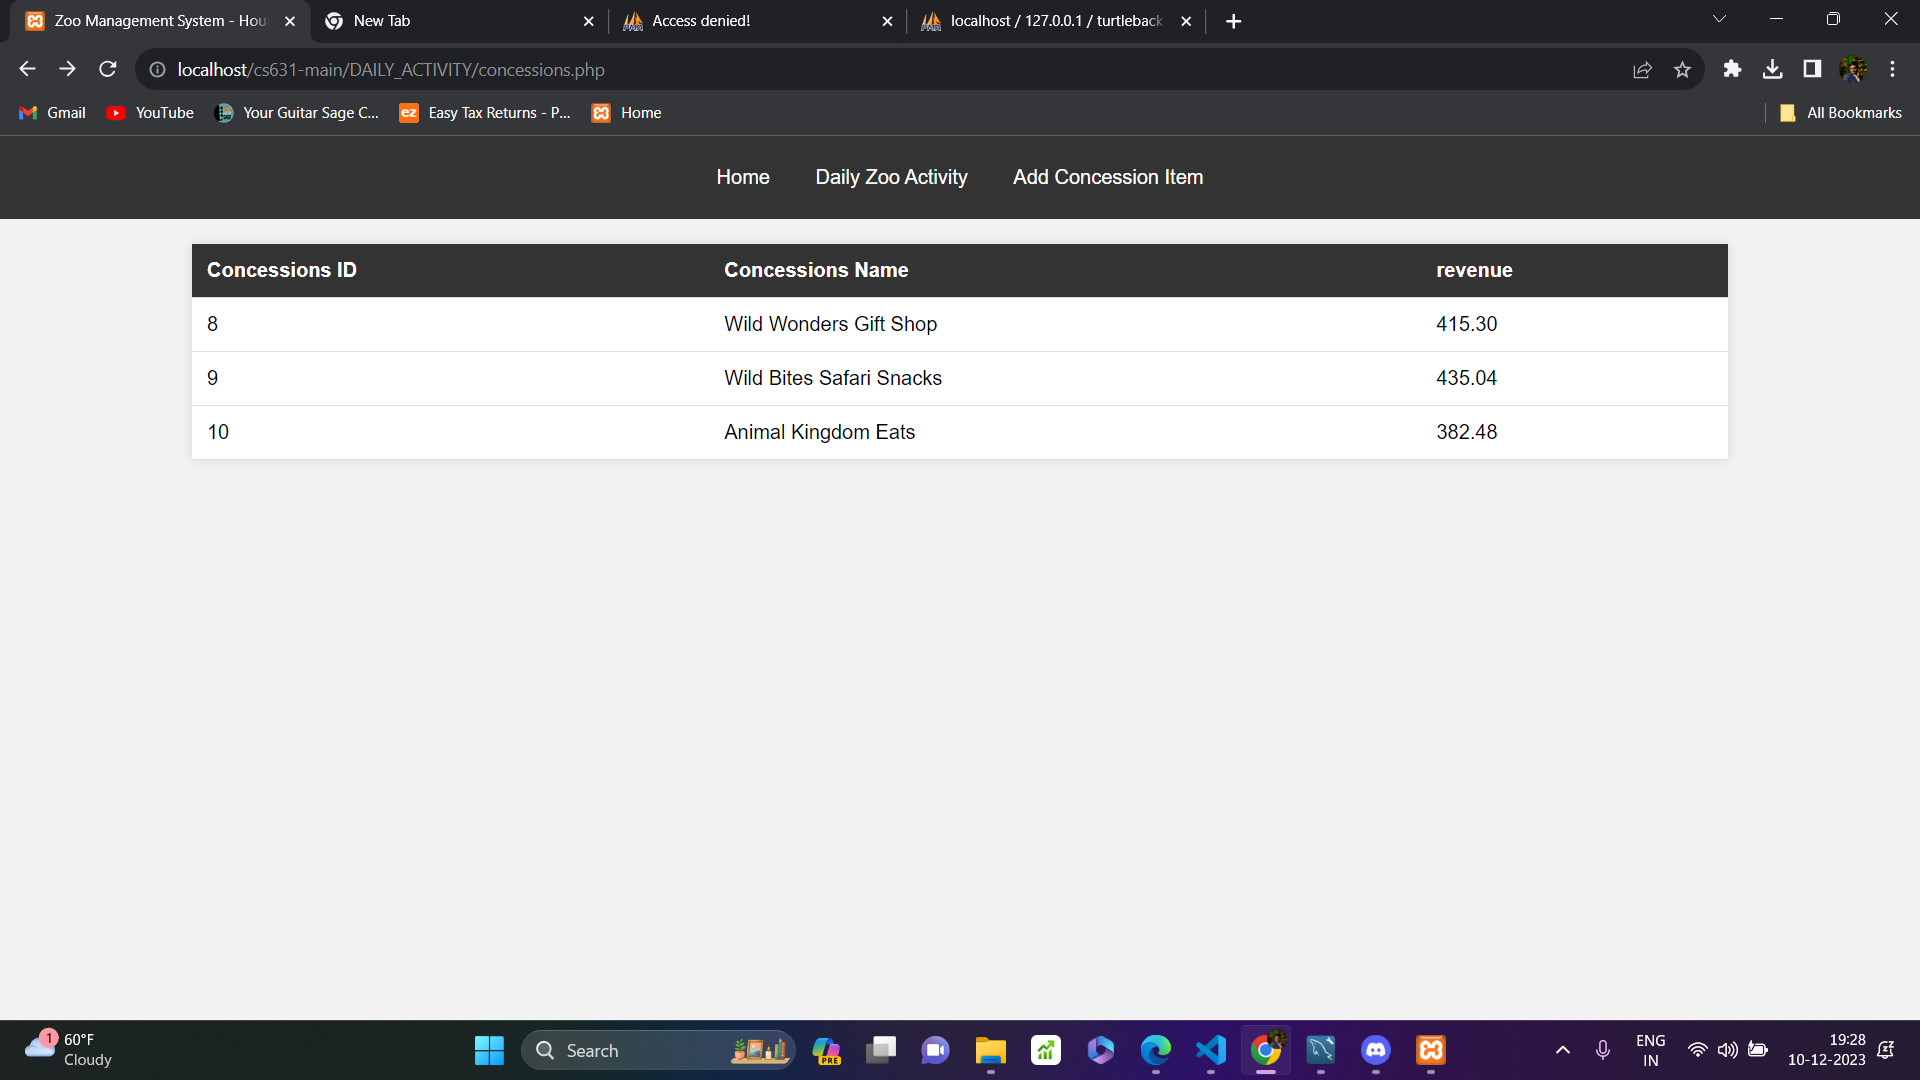 Zoo Management System - Hou
New Tab
Access denied!
localhost / 127.0.0.1 / turtleback
localhost/cs631-main/DAILY_ACTIVITY/concessions.php
Gmail
YouTube
Your Guitar Sage C...
ez
Easy Tax Returns - P...
Home
All Bookmarks
Home
Daily Zoo Activity
Add Concession Item
Concessions ID Concessions Name revenue
8 Wild Wonders Gift Shop 415.30
9 Wild Bites Safari Snacks 435.04
10 Animal Kingdom Eats 382.48
1
60°F
Cloudy
Search
PRE
ENG
IN
19:28
10-12-2023